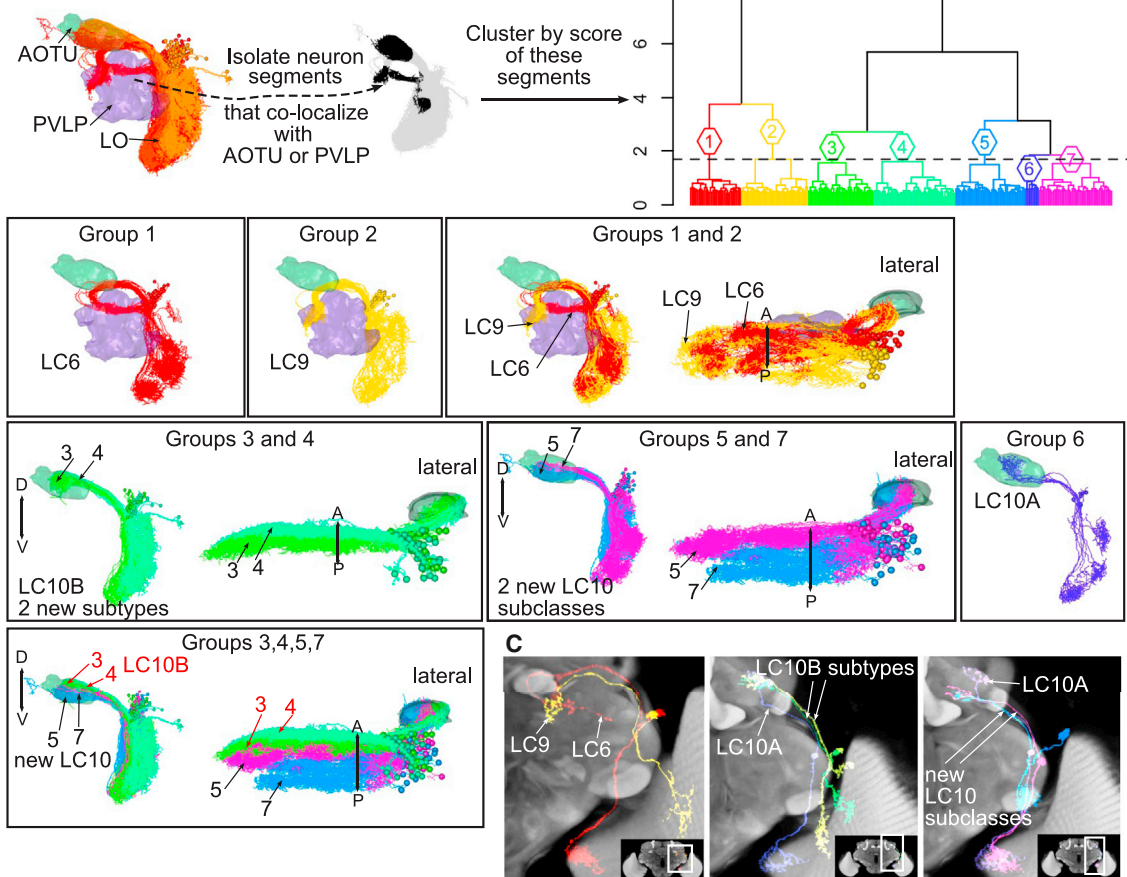 AOTU
PVLP
LO
Isolate neuron
segments
that co-localize
with
AOTU or PVLP
Cluster by score
of these
segments
6
4
2
0
1
2
3
4
5
6
7
Group 1
LC6
Group 2
LC9
Groups 1 and 2
lateral
LC9
LC6
LC9
LC6
A
P
Groups 3 and 4
3 4
D
V
lateral
A
P
3 4
LC10B
2 new subtypes
Groups 5 and 7
5 7
D
V
lateral
A
P
5
7
2 new LC10
subclasses
Group 6
LC10A
Groups 3,4,5,7
D
V
3
4 LC10B
5 7
new LC10
lateral
3 4
A
P
5
7
C
LC9
LC6
LC10B subtypes
LC10A
LC10A
new
LC10
subclasses